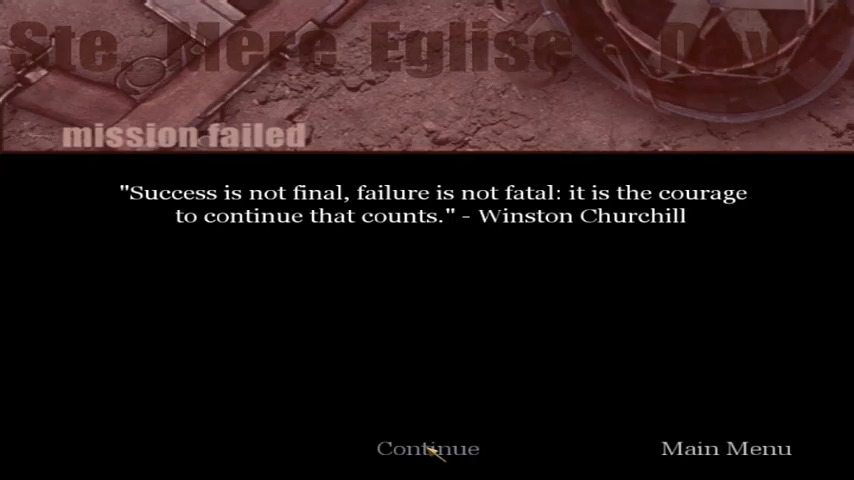 Ste. Mere Eglise - Day
mission failed
"Success is not final, failure is not fatal: it is the courage
to continue that counts." - Winston Churchill
Continue
Main Menu